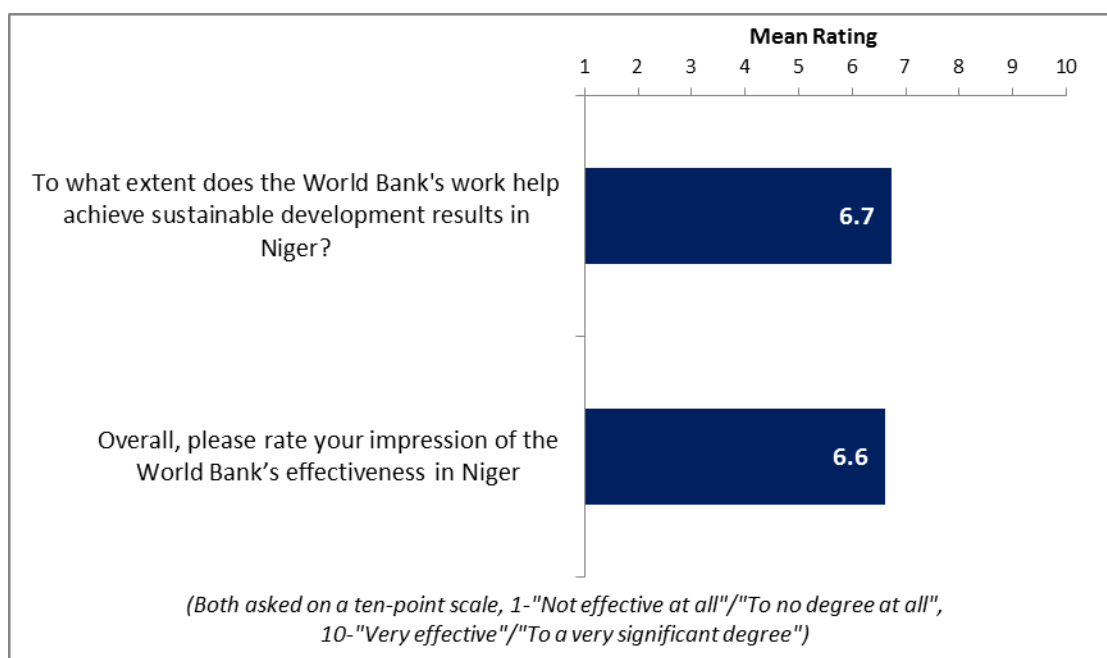 Mean Rating
1 2 3 4 5 6 7 8 9 10
To what extent does the World Bank's work help
achieve sustainable development results in
Niger?
6.7
Overall, please rate your impression of the
World Bank’s effectiveness in Niger
6.6
(Both asked on a ten-point scale, 1-"Not effective at all"/"To no degree at all",
10-"Very effective"/"To a very significant degree")